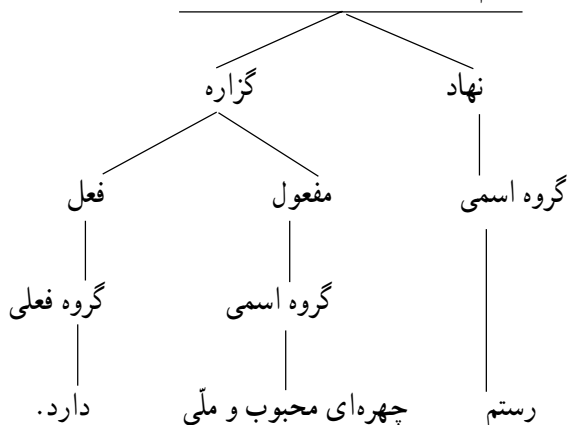 نهاد گزاره
گروه اسمی مفعول فعل
گروه اسمی گروه فعلی
رستم چهره‌ای محبوب و ملّی دارد.